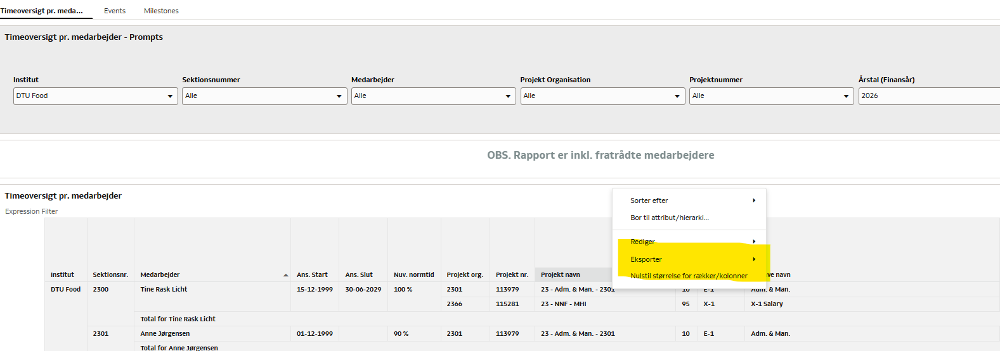 Timeoversigt pr. meda... Events Milestones
Timeoversigt pr. medarbejder - Prompts
Institut Sektionsnummer Medarbejder Projekt Organisation Projektnummer Årstal (Finansår)
DTU Food Alle Alle Alle Alle 2026
OBS. Rapport er inkl. fratrådte medarbejdere
Timeoversigt pr. medarbejder
Expression Filter
Sorter efter
Bor til attribut/hierarki...
Rediger
Eksporter
Nulstil størrelse for rækker/kolonner
Institut Sektionsnr. Medarbejder Ans. Start Ans. Slut Nuv. normtid Projekt org. Projekt nr. Projekt navn ve navn
DTU Food 2300 Tine Rask Licht 15-12-1999 30-06-2029 100 % 2301 113979 23 - Adm. & Man. - 2301 10 E-1 Adm. & Man.
2366 115281 23 - NNF - MHI 95 X-1 X-1 Salary
Total for Tine Rask Licht
2301 Anne Jørgensen 01-12-1999 90 % 2301 113979 23 - Adm. & Man. - 2301 10 E-1 Adm. & Man.
Total for Anne Jørgensen